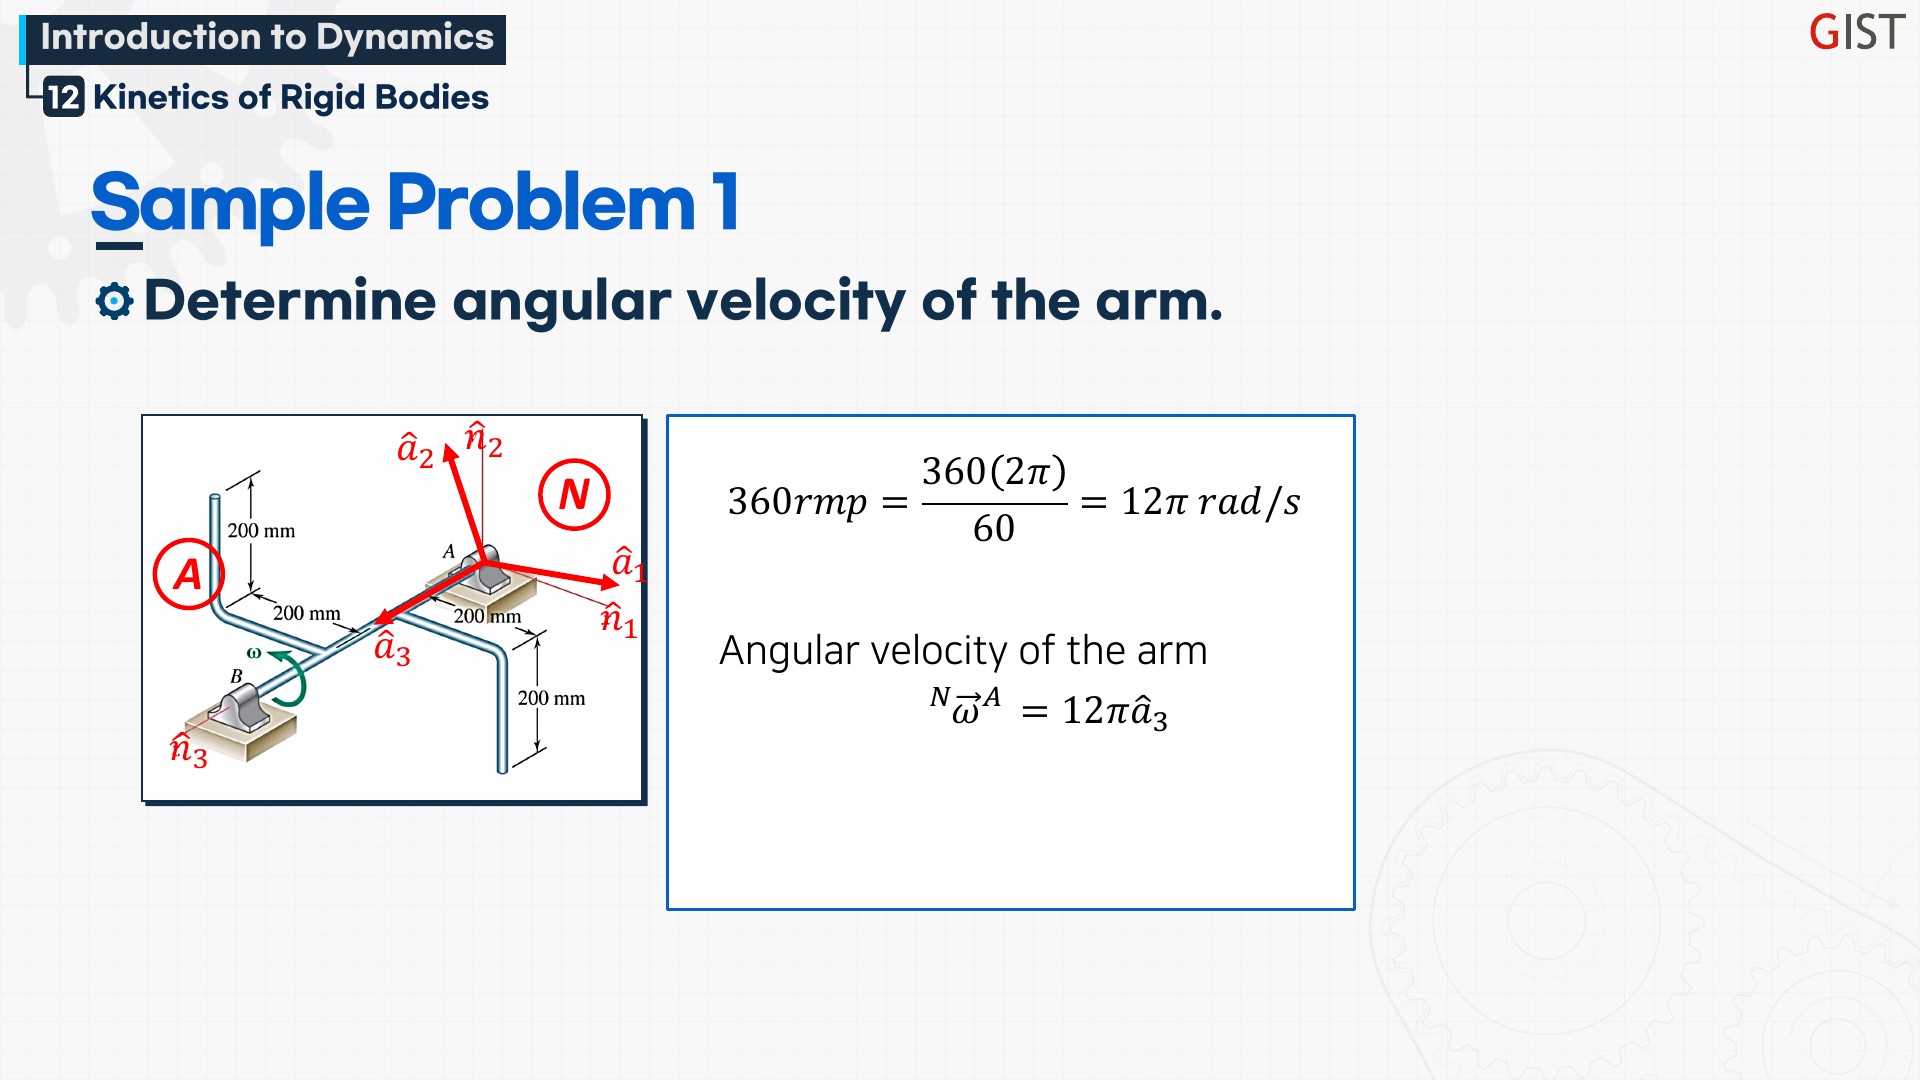 Introduction to Dynamics
GIST
12 Kinetics of Rigid Bodies
Sample Problem 1
Determine angular velocity of the arm.
â₂ n̂₂
N
200 mm
A
A
â₁
200 mm
200 mm
n̂₁
â₃
ω
B
200 mm
n̂₃
360rmp = 360(2π)/60 = 12π rad/s
Angular velocity of the arm
ᴺω⃗ᴬ = 12πâ₃